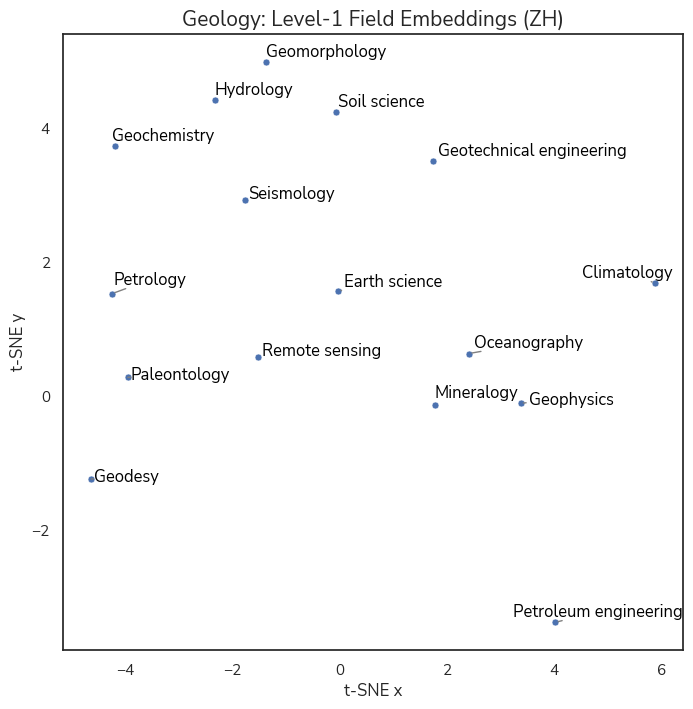 Geology: Level-1 Field Embeddings (ZH)
Geomorphology
Hydrology
Soil science
Geochemistry
Geotechnical engineering
Seismology
Climatology
Petrology
Earth science
Oceanography
Remote sensing
Paleontology
Mineralogy
Geophysics
Geodesy
Petroleum engineering
4
2
0
−2
t-SNE y
−4
−2
0
2
4
6
t-SNE x